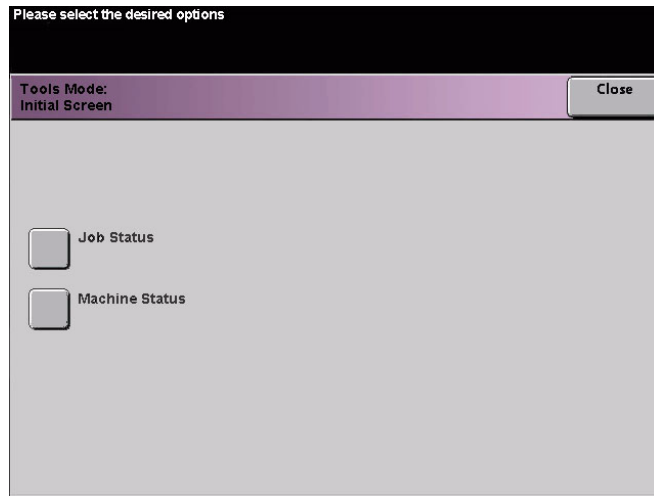 Please select the desired options
Tools Mode:
Initial Screen
Close
Job Status
Machine Status